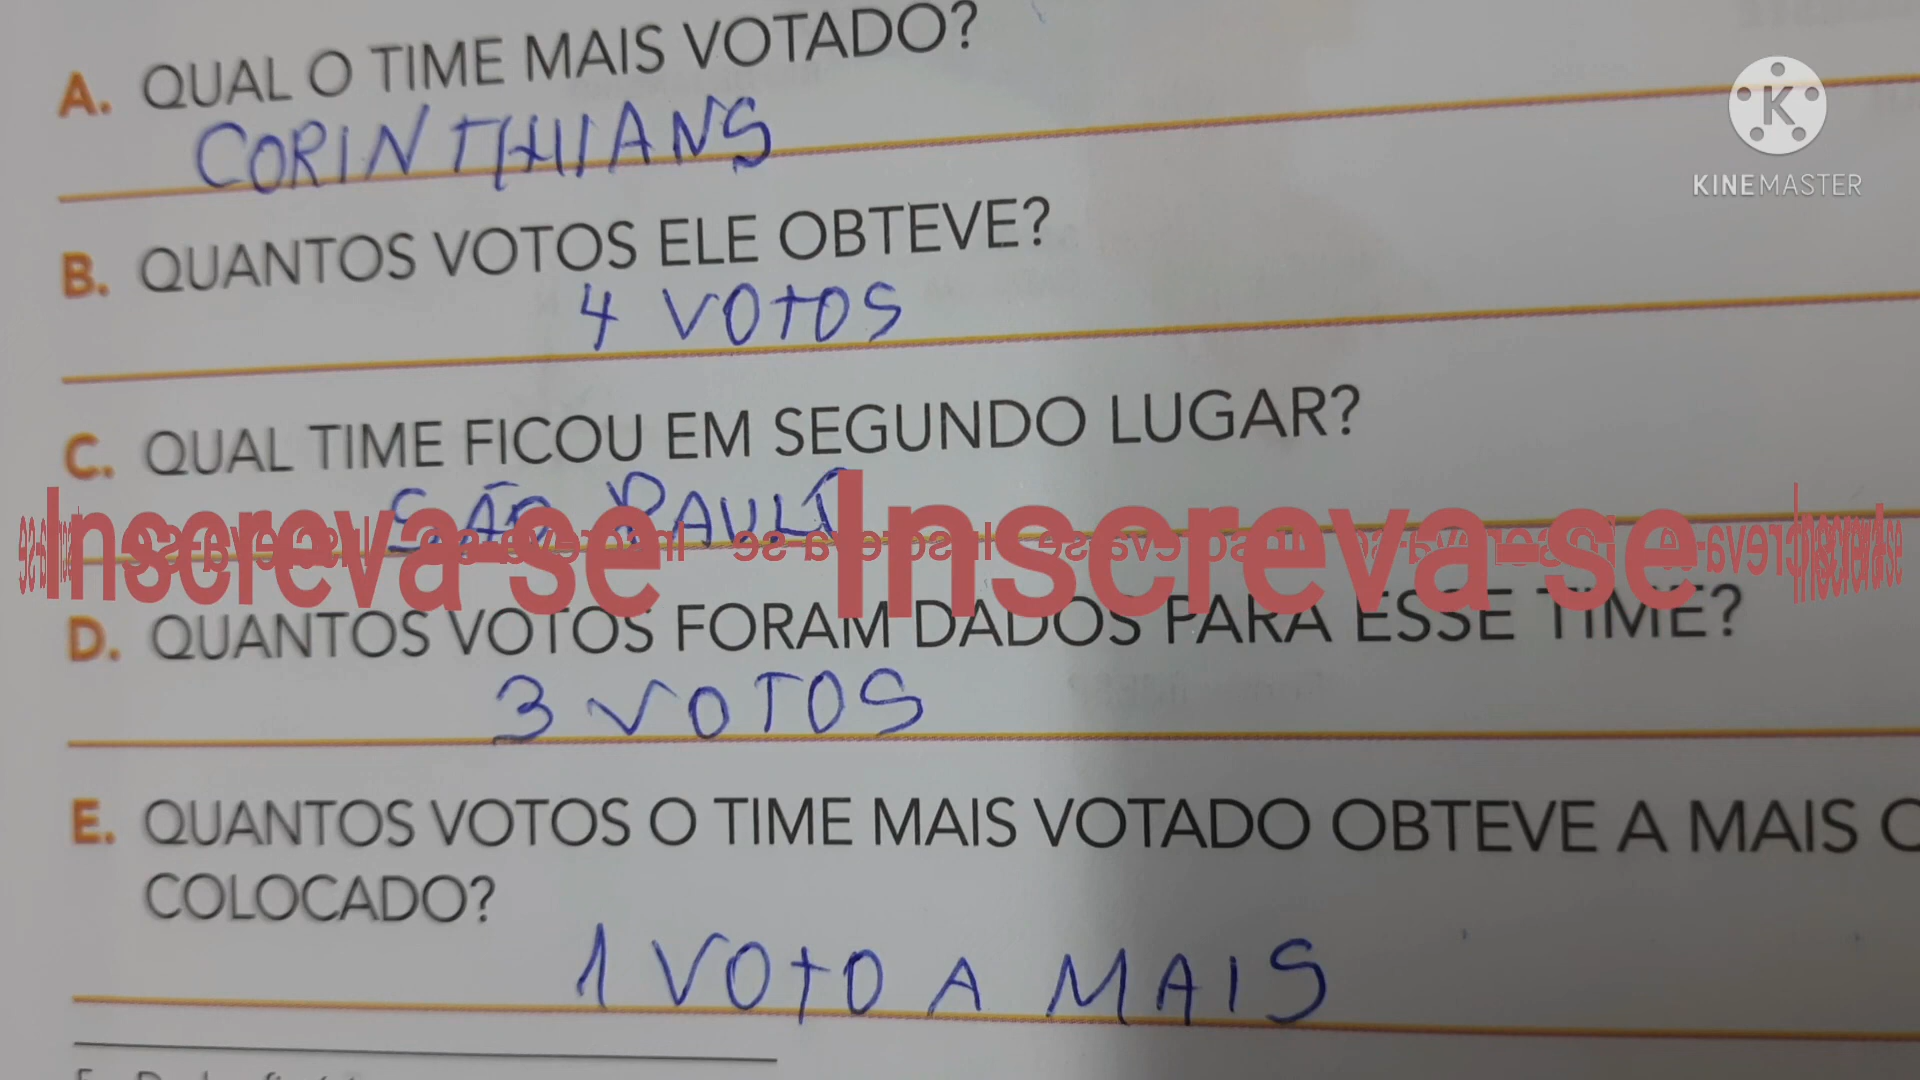 A. QUAL O TIME MAIS VOTADO?
CORINTHIANS
KINEMASTER
B. QUANTOS VOTOS ELE OBTEVE?
4 VOTOS
C. QUAL TIME FICOU EM SEGUNDO LUGAR?
SÃO PAULO
Inscreva-se Inscreva-se
D. QUANTOS VOTOS FORAM DADOS PARA ESSE TIME?
3 VOTOS
E. QUANTOS VOTOS O TIME MAIS VOTADO OBTEVE A MAIS
COLOCADO?
1 VOTO A MAIS